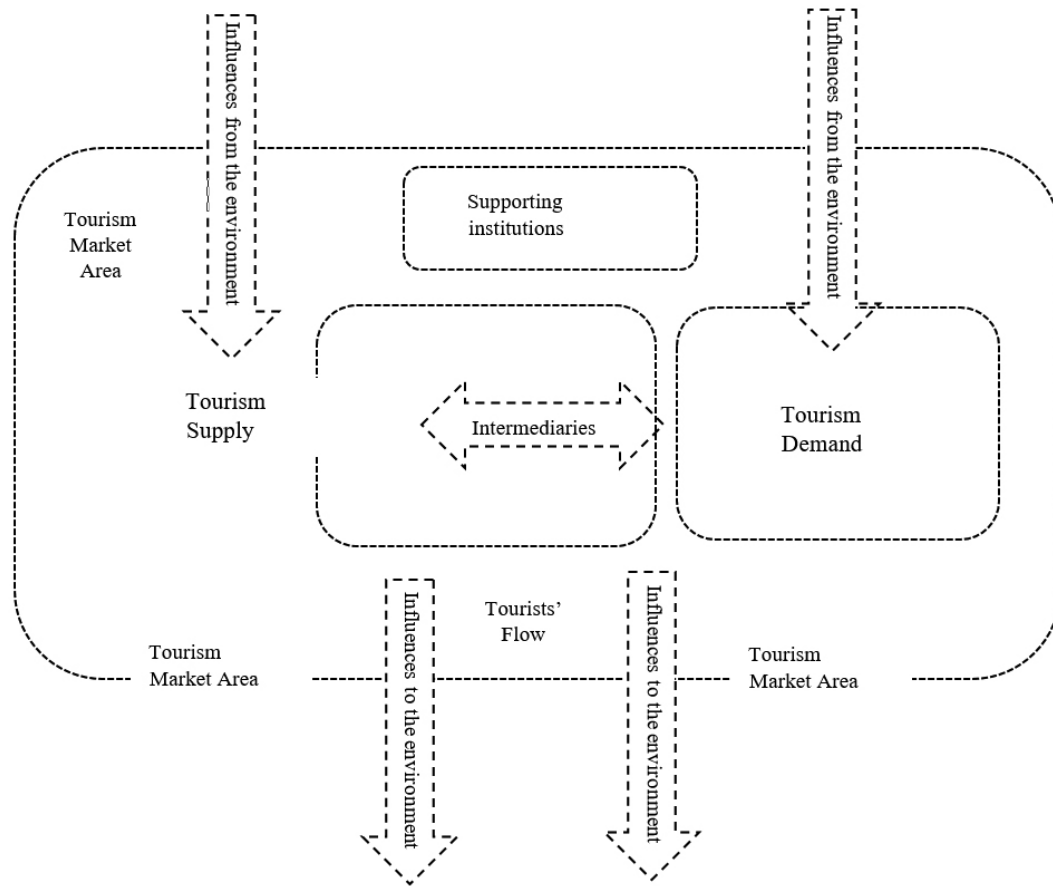 Influences from the environment
Influences from the environment
Supporting
institutions
Tourism
Market
Area
Tourism
Supply
Intermediaries
Tourism
Demand
Influences to the environment
Tourists’
Flow
Influences to the environment
Tourism
Market Area
Tourism
Market Area